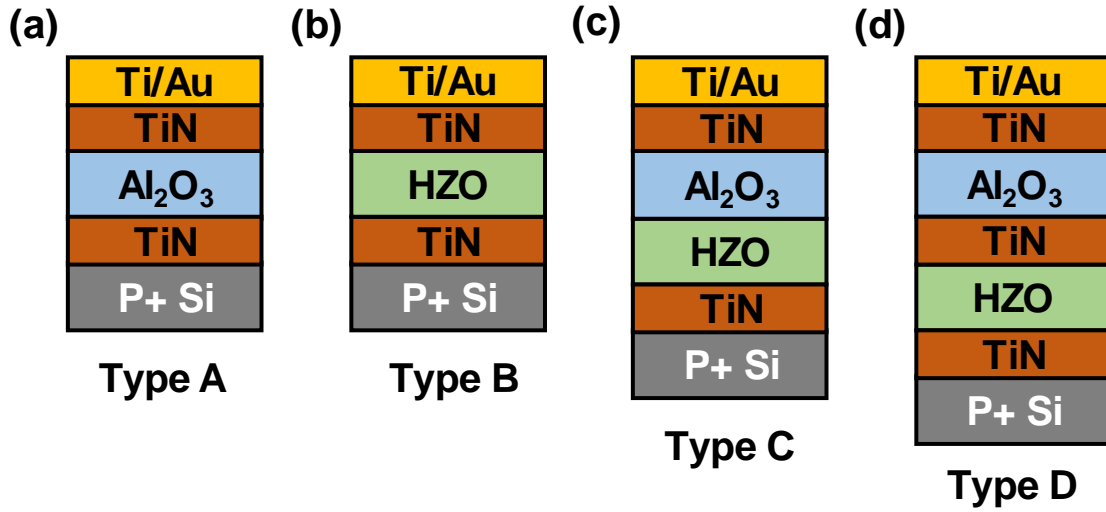 (a)
Ti/Au
TiN
Al₂O₃
TiN
P+ Si
Type A
(b)
Ti/Au
TiN
HZO
TiN
P+ Si
Type B
(c)
Ti/Au
TiN
Al₂O₃
HZO
TiN
P+ Si
Type C
(d)
Ti/Au
TiN
Al₂O₃
TiN
HZO
TiN
P+ Si
Type D